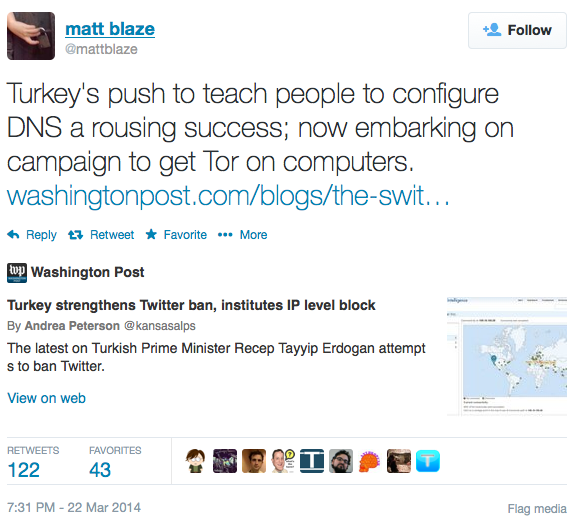 matt blaze
@mattblaze
Follow
Turkey's push to teach people to configure
DNS a rousing success; now embarking on
campaign to get Tor on computers.
washingtonpost.com/blogs/the-swit…
Reply Retweet Favorite More
wp Washington Post
Turkey strengthens Twitter ban, institutes IP level block
By Andrea Peterson @kansasalps
The latest on Turkish Prime Minister Recep Tayyip Erdogan attempt
s to ban Twitter.
View on web
RETWEETS FAVORITES
122 43
7:31 PM - 22 Mar 2014
Flag media